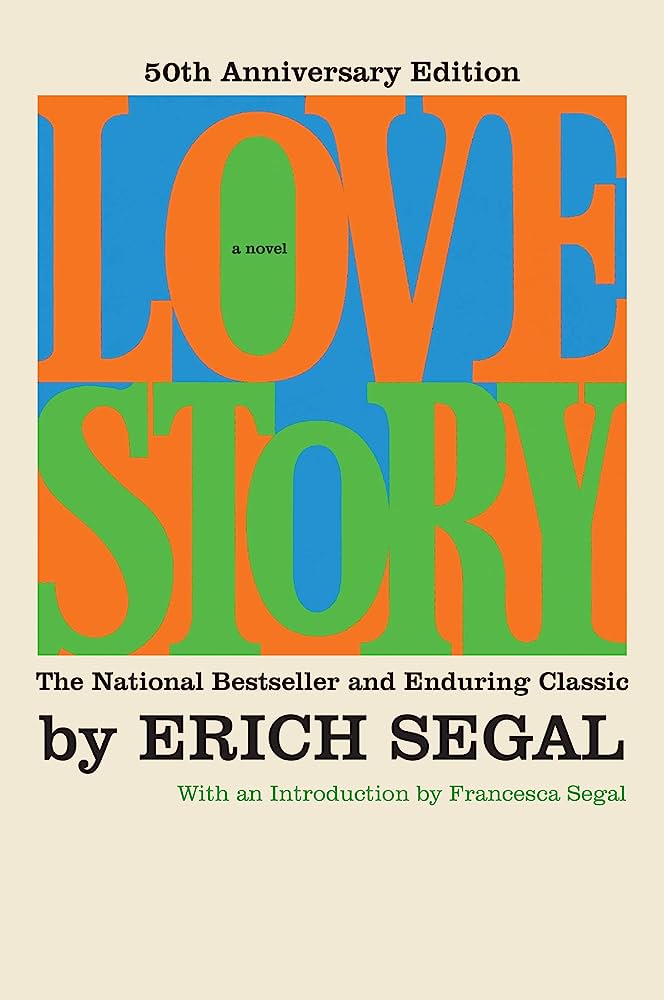 50th Anniversary Edition
LOVE
a novel
STORY
The National Bestseller and Enduring Classic
by ERICH SEGAL
With an Introduction by Francesca Segal